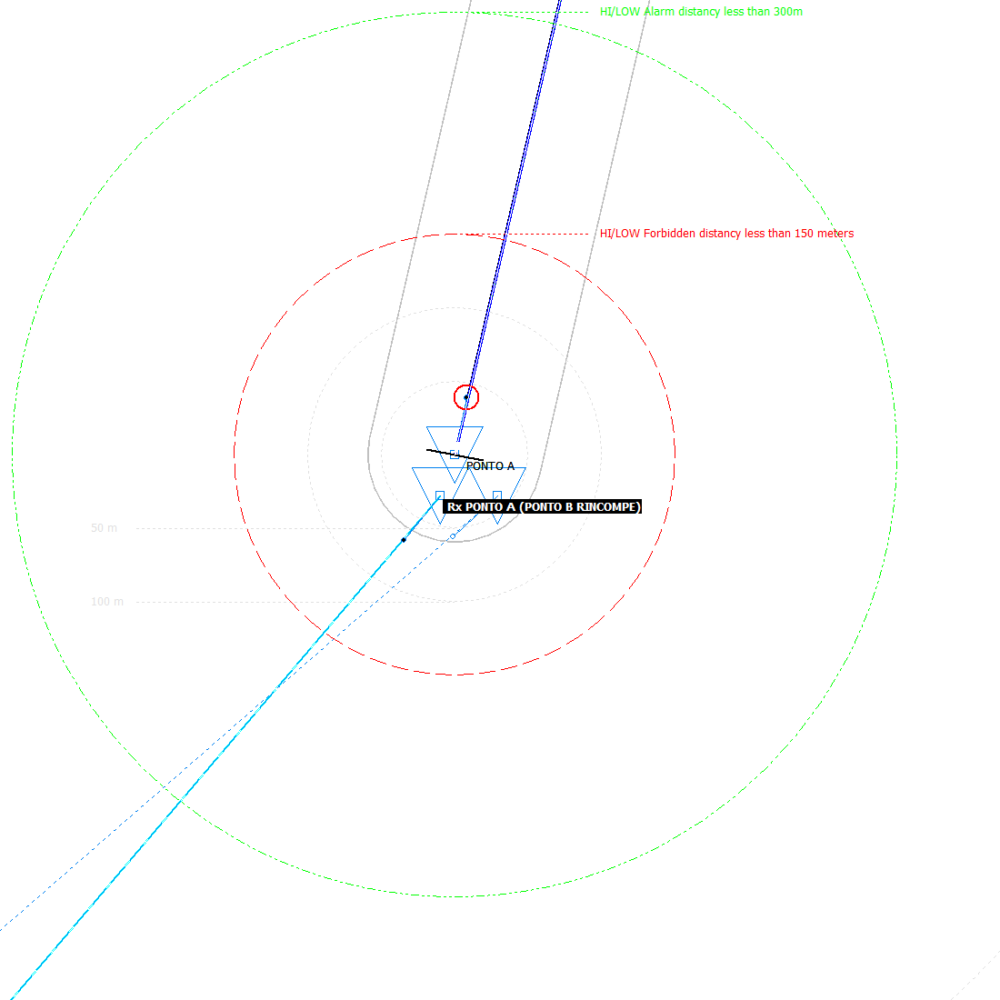 HI/LOW Alarm distancy less than 300m
HI/LOW Forbidden distancy less than 150 meters
PONTO A
Rx PONTO A (PONTO B RINCOMPE)
50 m
100 m